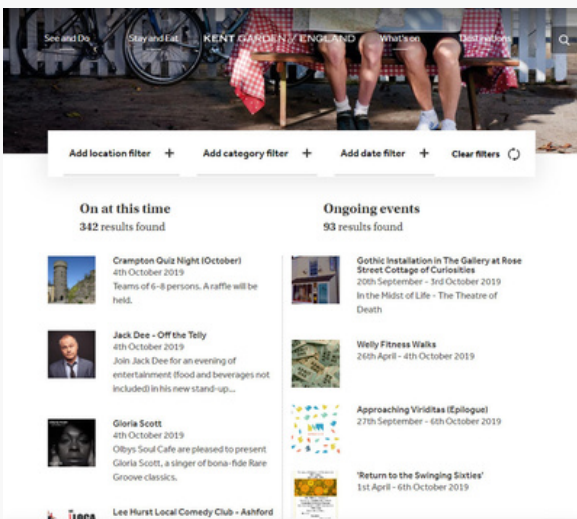 See and Do
Stay and Eat
KENT GARDEN of ENGLAND
What's on
Destinations
Add location filter +
Add category filter +
Add date filter +
Clear filters
On at this time
342 results found
Crampton Quiz Night (October)
4th October 2019
Teams of 6-8 persons. A raffle will be
held.
Jack Dee - Off the Telly
4th October 2019
Join Jack Dee for an evening of
entertainment (food and beverages not
included) in his new stand-up...
Gloria Scott
4th October 2019
Olbys Soul Cafe are pleased to present
Gloria Scott, a singer of bona-fide Rare
Groove classics.
Lee Hurst Local Comedy Club - Ashford
Ongoing events
93 results found
Gothic Installation in The Gallery at Rose
Street Cottage of Curiosities
20th September - 3rd October 2019
In the Midst of Life - The Theatre of
Death
Welly Fitness Walks
26th April - 4th October 2019
Approaching Viriditas (Epilogue)
27th September - 6th October 2019
'Return to the Swinging Sixties'
1st April - 6th October 2019